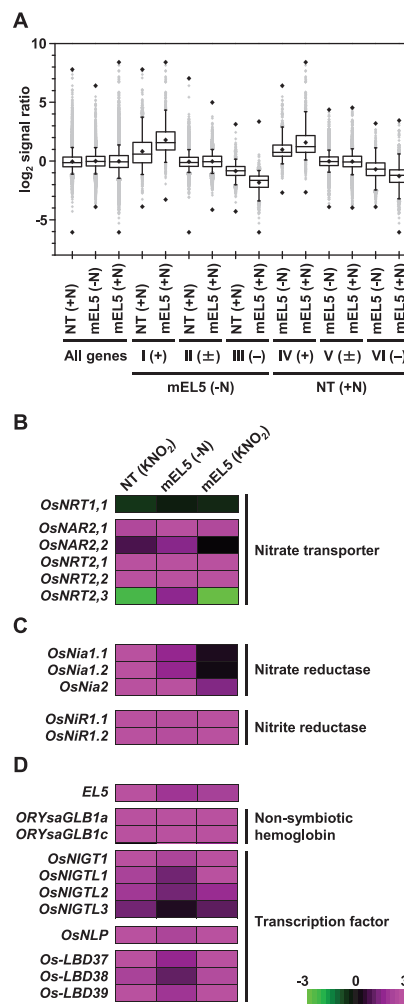 A
log2 signal ratio
10
5
0
-5
NT (+N)
mEL5 (-N)
mEL5 (+N)
NT (+N)
mEL5 (+N)
NT (+N)
mEL5 (+N)
NT (+N)
mEL5 (+N)
mEL5 (-N)
mEL5 (+N)
mEL5 (-N)
mEL5 (+N)
mEL5 (-N)
mEL5 (+N)
All genes I (+) II (±) III (–) IV (+) V (±) VI (–)
mEL5 (-N) NT (+N)
B
NT (KNO2)
mEL5 (-N)
mEL5 (KNO2)
OsNRT1,1
OsNAR2,1
OsNAR2,2
OsNRT2,1
OsNRT2,2
OsNRT2,3
Nitrate transporter
C
OsNia1.1
OsNia1.2
OsNia2
Nitrate reductase
OsNiR1.1
OsNiR1.2
Nitrite reductase
D
EL5
ORYsaGLB1a
ORYsaGLB1c
Non-symbiotic
hemoglobin
OsNIGT1
OsNIGTL1
OsNIGTL2
OsNIGTL3
OsNLP
Os-LBD37
Os-LBD38
Os-LBD39
Transcription factor
-3 0 3